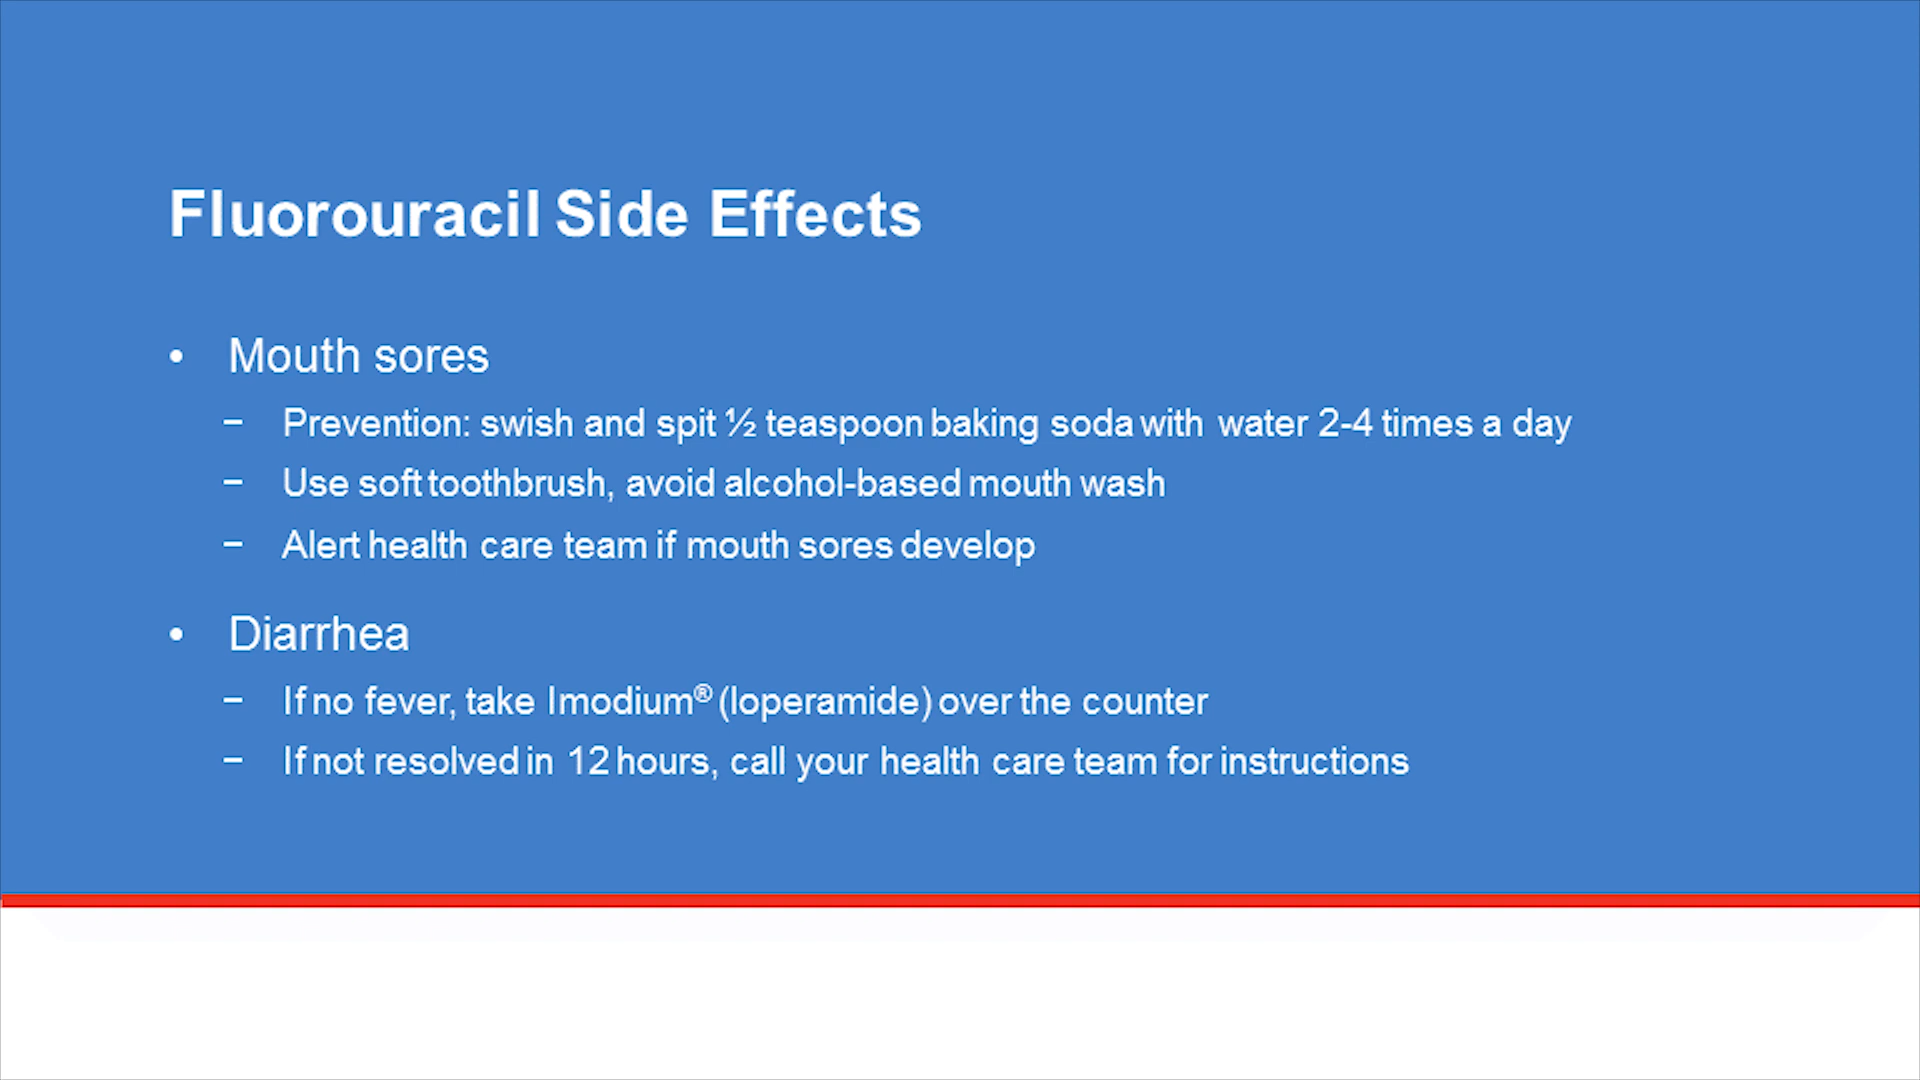 Fluorouracil Side Effects
• Mouth sores
– Prevention: swish and spit ½ teaspoon baking soda with water 2-4 times a day
– Use soft toothbrush, avoid alcohol-based mouth wash
– Alert health care team if mouth sores develop
• Diarrhea
– If no fever, take Imodium® (loperamide) over the counter
– If not resolved in 12 hours, call your health care team for instructions